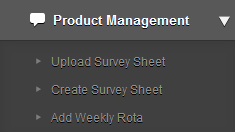 Product Management
Upload Survey Sheet
Create Survey Sheet
Add Weekly Rota